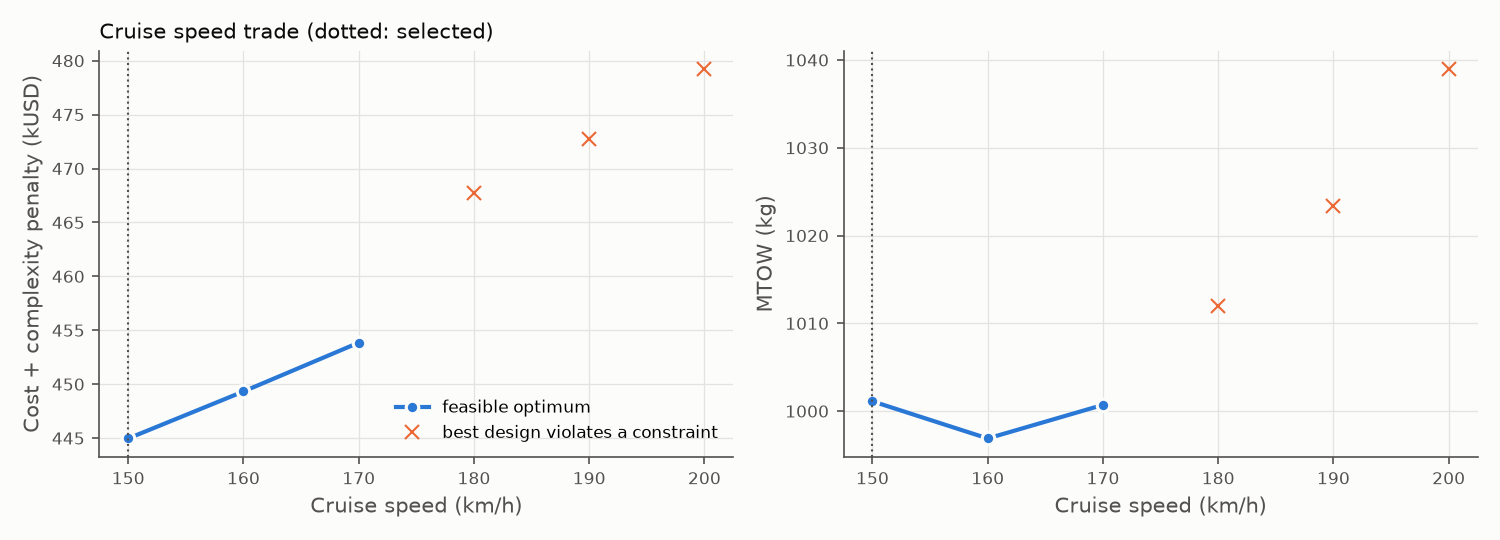 Cruise speed trade (dotted: selected)
Cost + complexity penalty (kUSD)
480
475
470
465
460
455
450
445
feasible optimum
best design violates a constraint
150 160 170 180 190 200
Cruise speed (km/h)
MTOW (kg)
1040
1030
1020
1010
1000
150 160 170 180 190 200
Cruise speed (km/h)